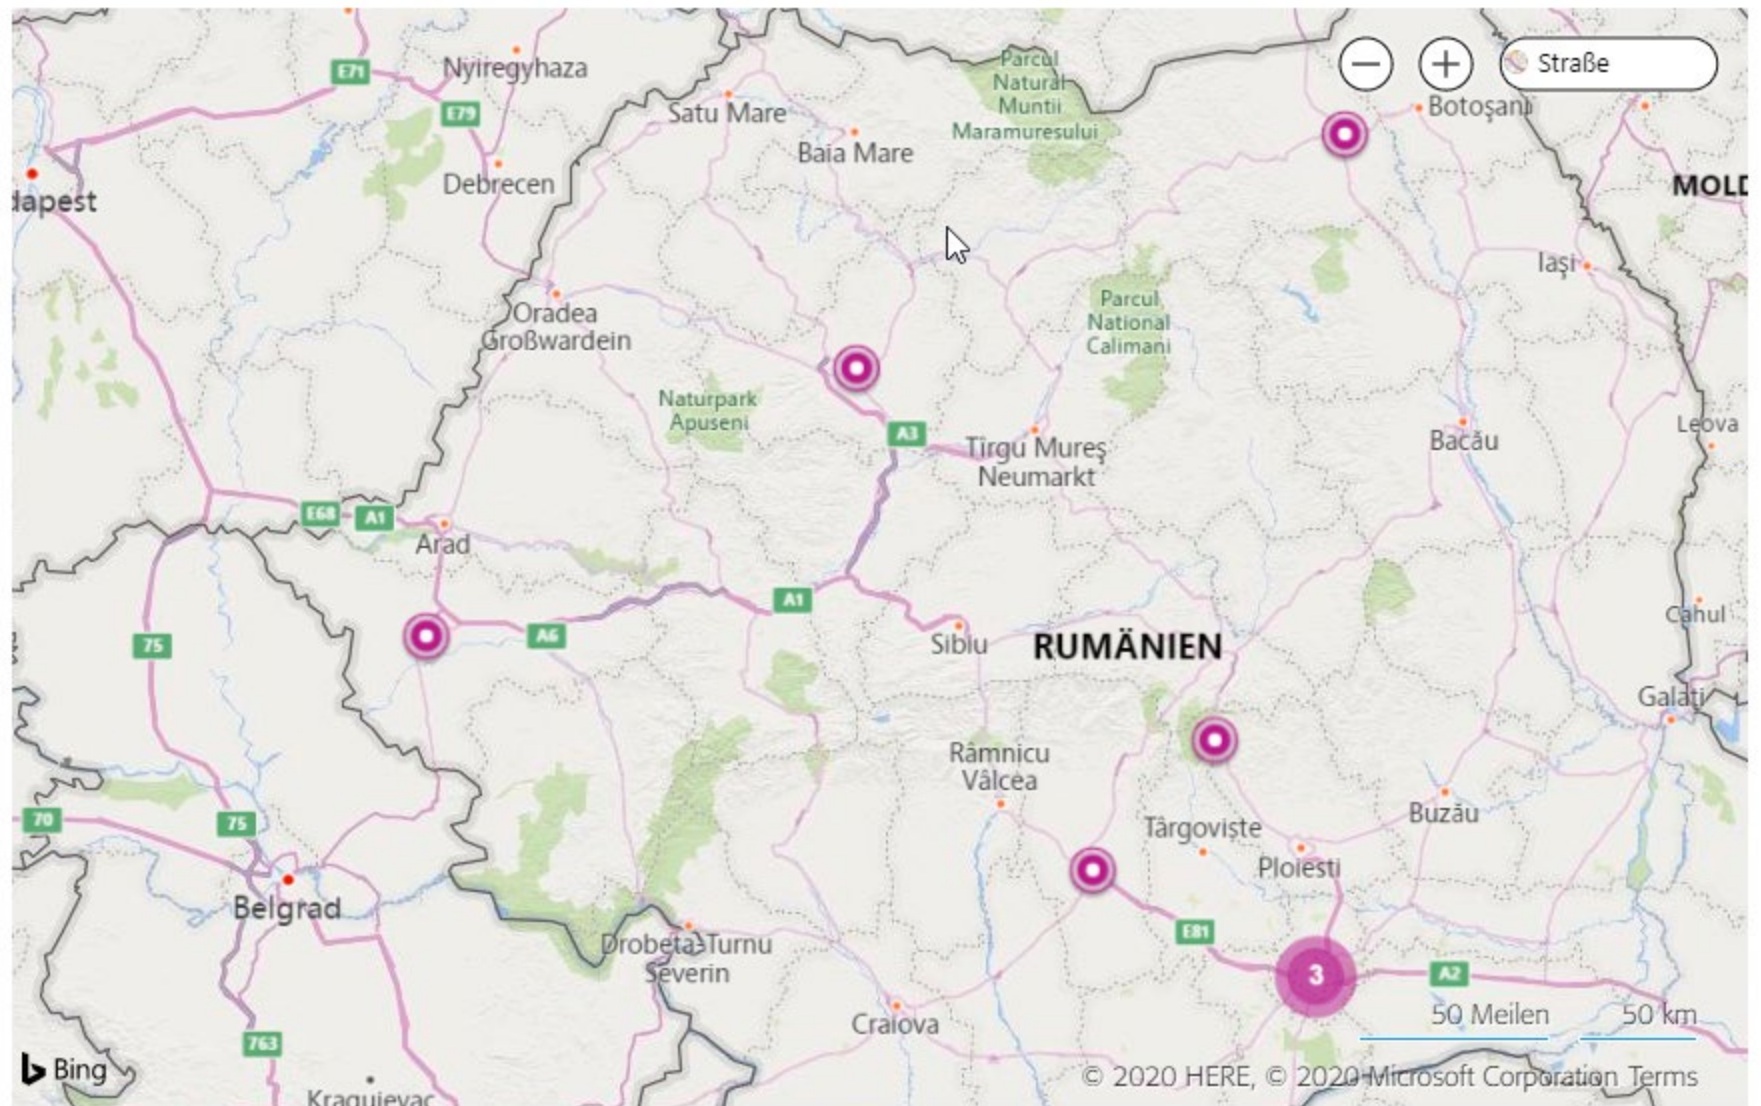 E71
Nyiregyhaza
E79
Satu Mare
Baia Mare
Parcul
Natural
Muntii
Maramuresului
Straße
Botoşani
Debrecen
dapest
MOLD
Iaşi
Oradea
Großwardein
Parcul
National
Calimani
Naturpark
Apuseni
A3
Tîrgu Mureş
Neumarkt
Bacău
Leova
E68
A1
Arad
A1
A6
75
Sibiu
RUMÄNIEN
Cahul
Galați
Râmnicu
Vâlcea
70
75
Târgoviște
Ploiesti
Buzău
Belgrad
Drobeta-Turnu
Severin
E81
3
A2
Craiova
50 Meilen
50 km
763
Bing
Kragujevac
© 2020 HERE, © 2020 Microsoft Corporation Terms